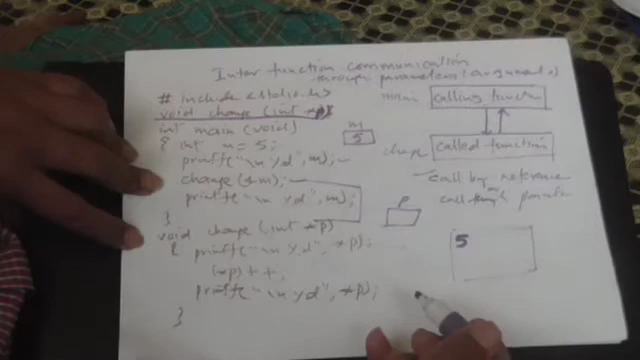 Inter function communication
through parameters (arguments)
# include <stdio.h>
void change (int *p);
int main (void)
{ int m = 5;
printf("\n %d", m);
change (&m);
printf("\n %d", m);
}
void change (int *p)
{ printf("\n %d", *p);
(*p) + +;
printf("\n %d", *p);
}
m
5
main
calling function
change
called function
call by reference
call
P
5